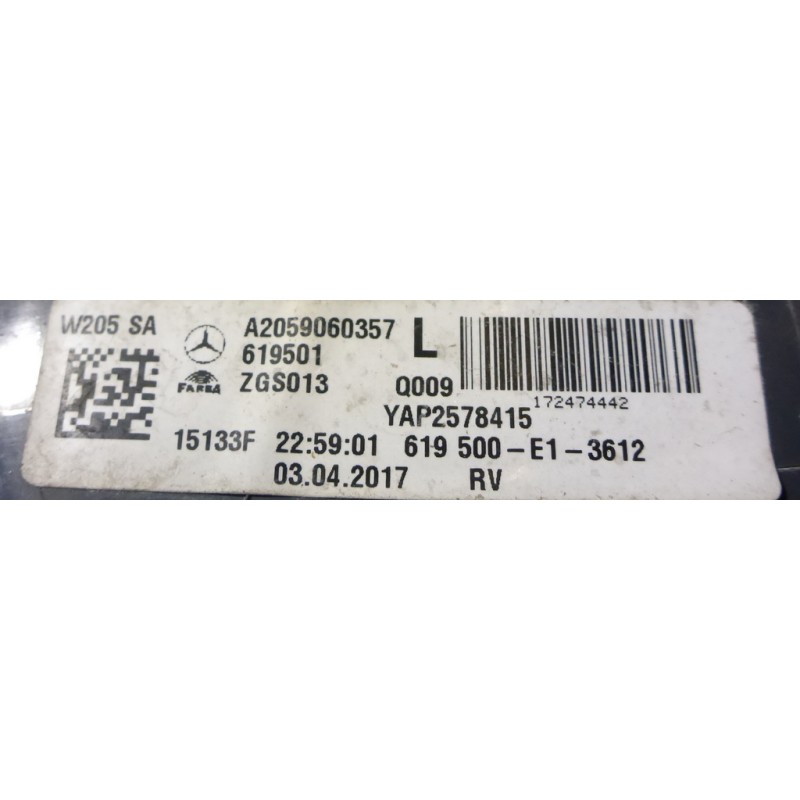 W205 SA
A2059060357 L
619501
FARBA ZGS013 Q009
172474442
YAP2578415
15133F 22:59:01 619 500-E1-3612
03.04.2017 RV